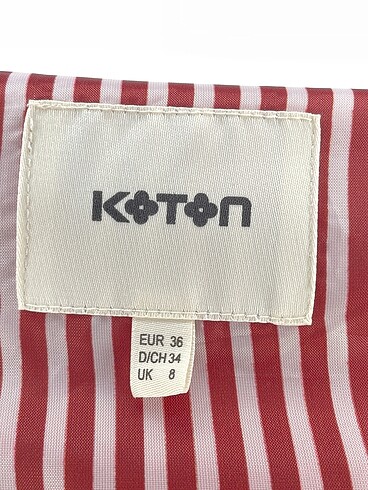 KOTON
EUR 36
D/CH 34
UK 8